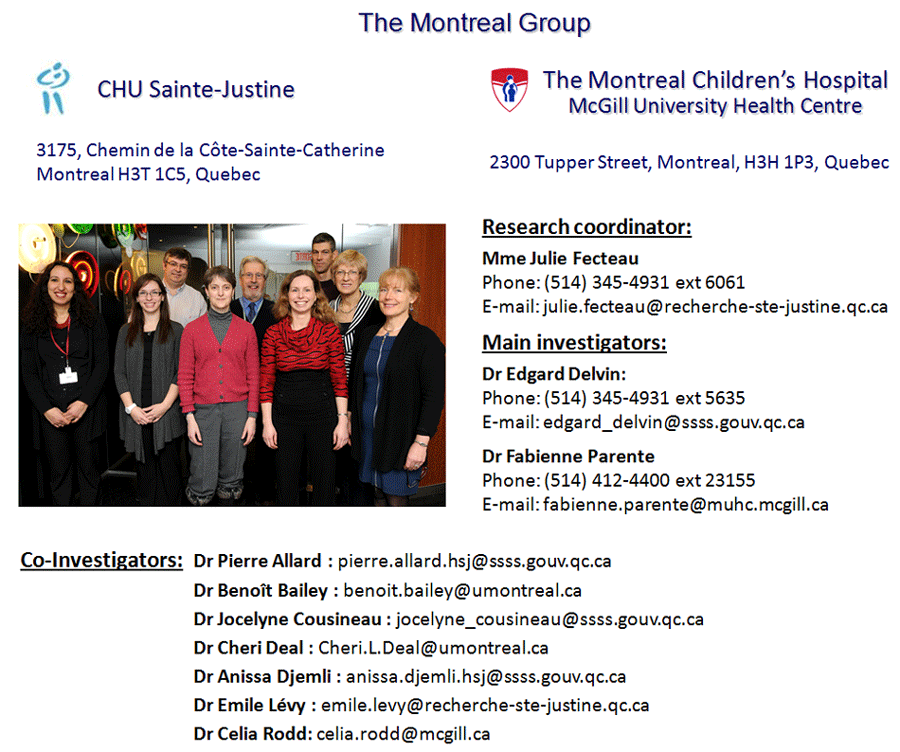 The Montreal Group
CHU Sainte-Justine
3175, Chemin de la Côte-Sainte-Catherine
Montreal H3T 1C5, Quebec
The Montreal Children's Hospital
McGill University Health Centre
2300 Tupper Street, Montreal, H3H 1P3, Quebec
Research coordinator:
Mme Julie Fecteau
Phone: (514) 345-4931 ext 6061
E-mail: julie.fecteau@recherche-ste-justine.qc.ca
Main investigators:
Dr Edgard Delvin:
Phone: (514) 345-4931 ext 5635
E-mail: edgard_delvin@ssss.gouv.qc.ca
Dr Fabienne Parente
Phone: (514) 412-4400 ext 23155
E-mail: fabienne.parente@muhc.mcgill.ca
Co-Investigators: Dr Pierre Allard : pierre.allard.hsj@ssss.gouv.qc.ca
Dr Benoît Bailey : benoit.bailey@umontreal.ca
Dr Jocelyne Cousineau : jocelyne_cousineau@ssss.gouv.qc.ca
Dr Cheri Deal : Cheri.L.Deal@umontreal.ca
Dr Anissa Djemli : anissa.djemli.hsj@ssss.gouv.qc.ca
Dr Emile Lévy : emile.levy@recherche-ste-justine.qc.ca
Dr Celia Rodd: celia.rodd@mcgill.ca